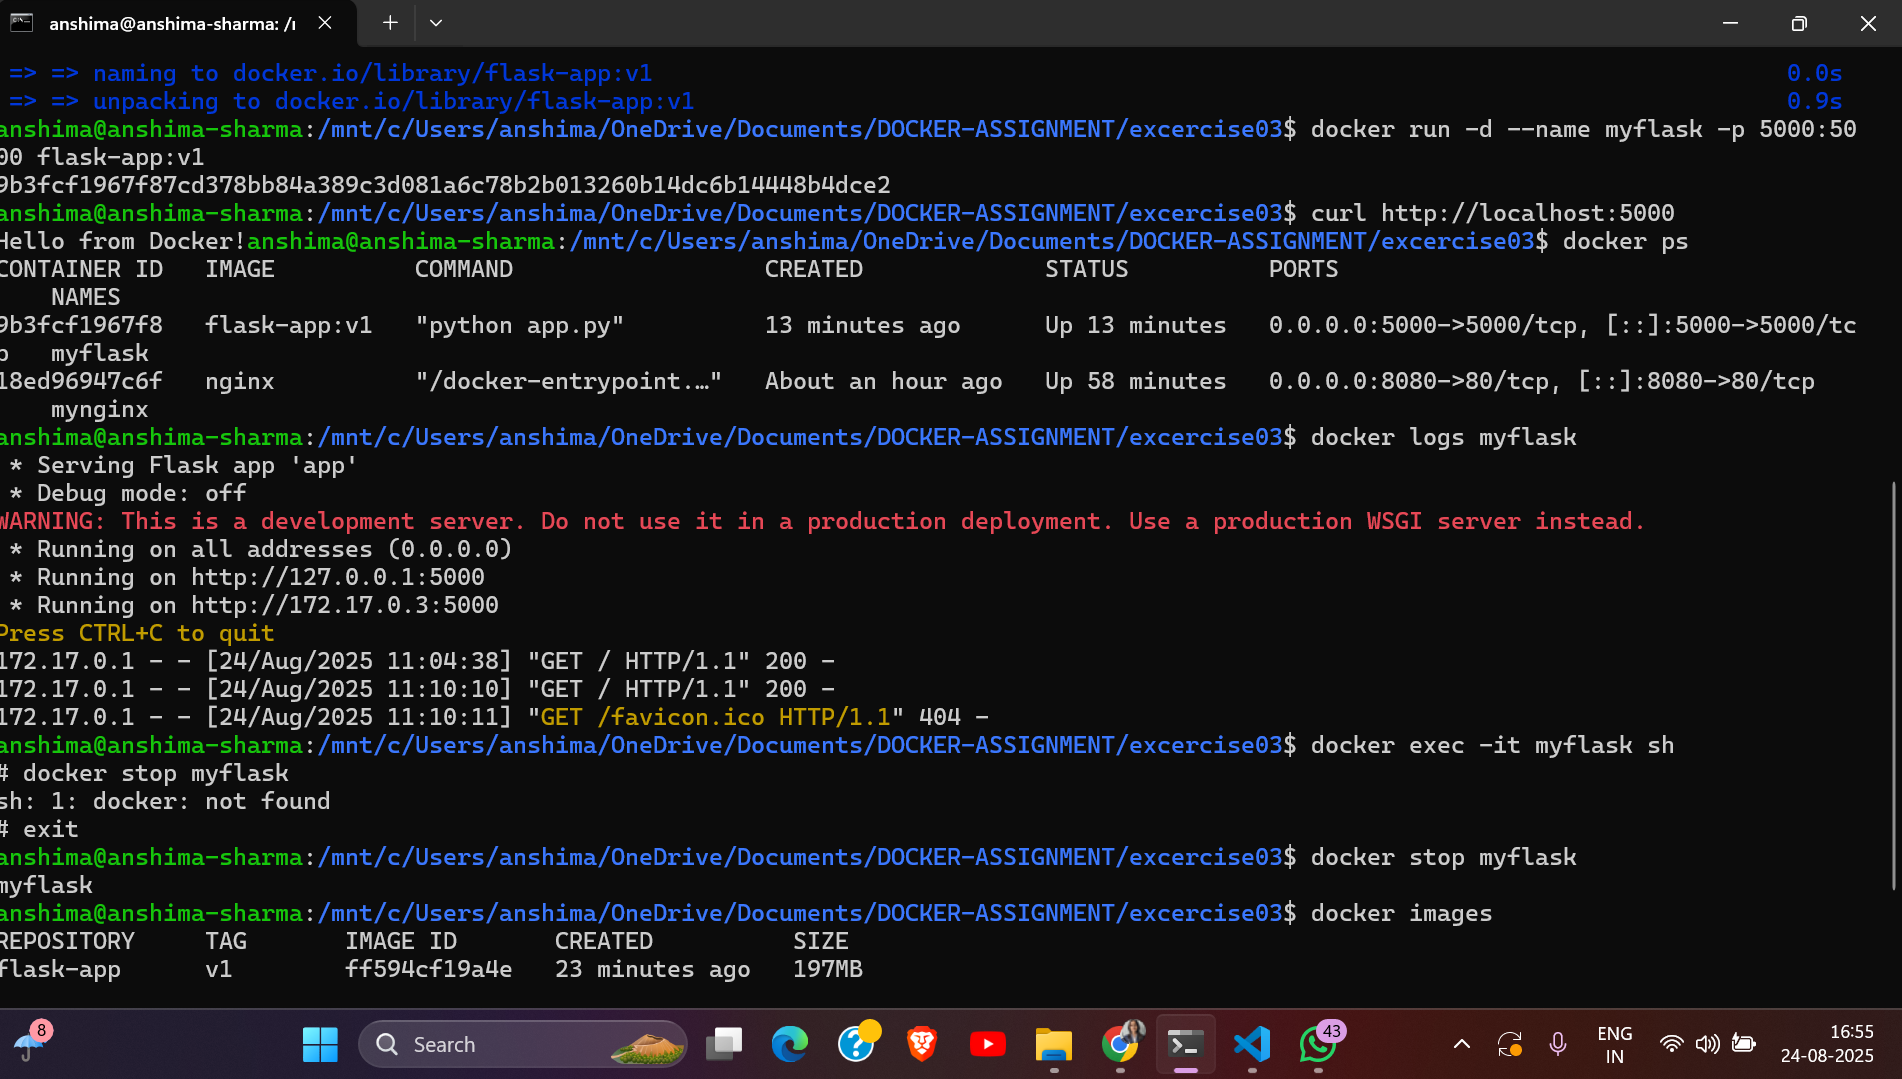 anshima@anshima-sharma: /r
=> => naming to docker.io/library/flask-app:v1 0.0s
=> => unpacking to docker.io/library/flask-app:v1 0.9s
anshima@anshima-sharma:/mnt/c/Users/anshima/OneDrive/Documents/DOCKER-ASSIGNMENT/excercise03$ docker run -d --name myflask -p 5000:50
00 flask-app:v1
9b3fcf1967f87cd378bb84a389c3d081a6c78b2b013260b14dc6b14448b4dce2
anshima@anshima-sharma:/mnt/c/Users/anshima/OneDrive/Documents/DOCKER-ASSIGNMENT/excercise03$ curl http://localhost:5000
Hello from Docker!anshima@anshima-sharma:/mnt/c/Users/anshima/OneDrive/Documents/DOCKER-ASSIGNMENT/excercise03$ docker ps
CONTAINER ID   IMAGE          COMMAND                  CREATED             STATUS          PORTS
    NAMES
9b3fcf1967f8   flask-app:v1   "python app.py"          13 minutes ago      Up 13 minutes   0.0.0.0:5000->5000/tcp, [::]:5000->5000/tc
p   myflask
18ed96947c6f   nginx          "/docker-entrypoint.…"   About an hour ago   Up 58 minutes   0.0.0.0:8080->80/tcp, [::]:8080->80/tcp
    mynginx
anshima@anshima-sharma:/mnt/c/Users/anshima/OneDrive/Documents/DOCKER-ASSIGNMENT/excercise03$ docker logs myflask
 * Serving Flask app 'app'
 * Debug mode: off
WARNING: This is a development server. Do not use it in a production deployment. Use a production WSGI server instead.
 * Running on all addresses (0.0.0.0)
 * Running on http://127.0.0.1:5000
 * Running on http://172.17.0.3:5000
Press CTRL+C to quit
172.17.0.1 - - [24/Aug/2025 11:04:38] "GET / HTTP/1.1" 200 -
172.17.0.1 - - [24/Aug/2025 11:10:10] "GET / HTTP/1.1" 200 -
172.17.0.1 - - [24/Aug/2025 11:10:11] "GET /favicon.ico HTTP/1.1" 404 -
anshima@anshima-sharma:/mnt/c/Users/anshima/OneDrive/Documents/DOCKER-ASSIGNMENT/excercise03$ docker exec -it myflask sh
# docker stop myflask
sh: 1: docker: not found
# exit
anshima@anshima-sharma:/mnt/c/Users/anshima/OneDrive/Documents/DOCKER-ASSIGNMENT/excercise03$ docker stop myflask
myflask
anshima@anshima-sharma:/mnt/c/Users/anshima/OneDrive/Documents/DOCKER-ASSIGNMENT/excercise03$ docker images
REPOSITORY     TAG       IMAGE ID       CREATED          SIZE
flask-app      v1        ff594cf19a4e   23 minutes ago   197MB
8
Search
43
ENG
IN
16:55
24-08-2025